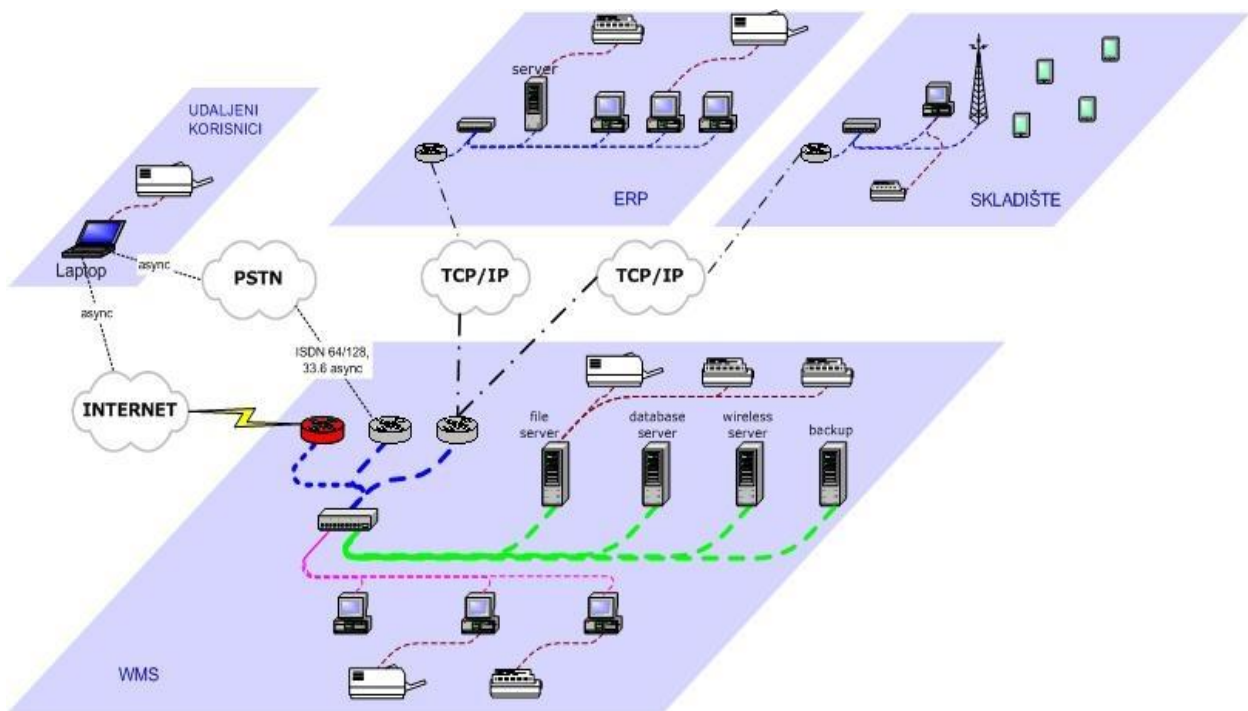 server
UDALJENI
KORISNICI
ERP
SKLADIŠTE
Laptop
async
PSTN
TCP/IP
TCP/IP
async
ISDN 64/128,
33.6 async
INTERNET
file
server
database
server
wireless
server
backup
WMS